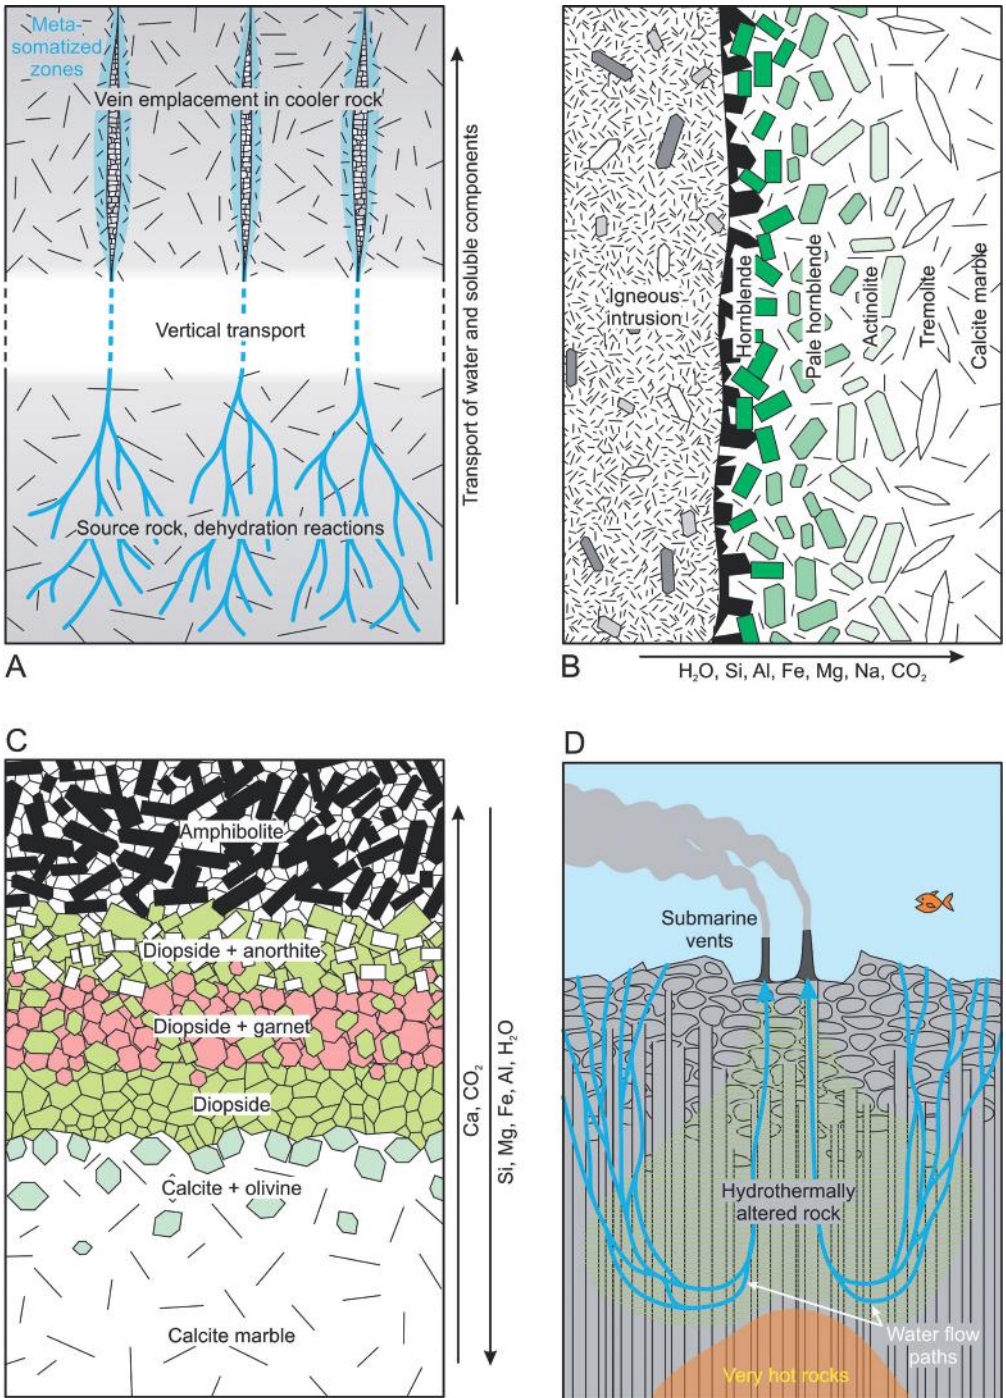 Meta-
somatized
zones
Vein emplacement in cooler rock
Vertical transport
Source rock, dehydration reactions
Transport of water and soluble components
A
Igneous
intrusion
Hornblende
Pale hornblende
Actinolite
Tremolite
Calcite marble
B
H₂O, Si, Al, Fe, Mg, Na, CO₂
C
Amphibolite
Diopside + anorthite
Diopside + garnet
Diopside
Calcite + olivine
Calcite marble
Ca, CO₂
Si, Mg, Fe, Al, H₂O
D
Submarine
vents
Hydrothermally
altered rock
Water flow
paths
Very hot rocks